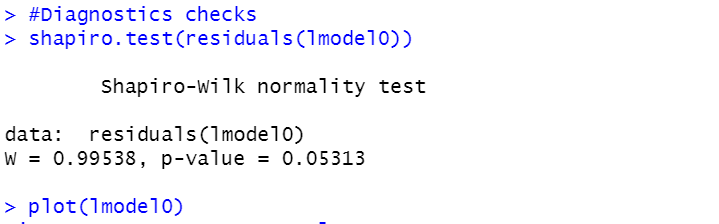 > #Diagnostics checks
> shapiro.test(residuals(lmodel0))
Shapiro-Wilk normality test
data:  residuals(lmodel0)
W = 0.99538, p-value = 0.05313
> plot(lmodel0)